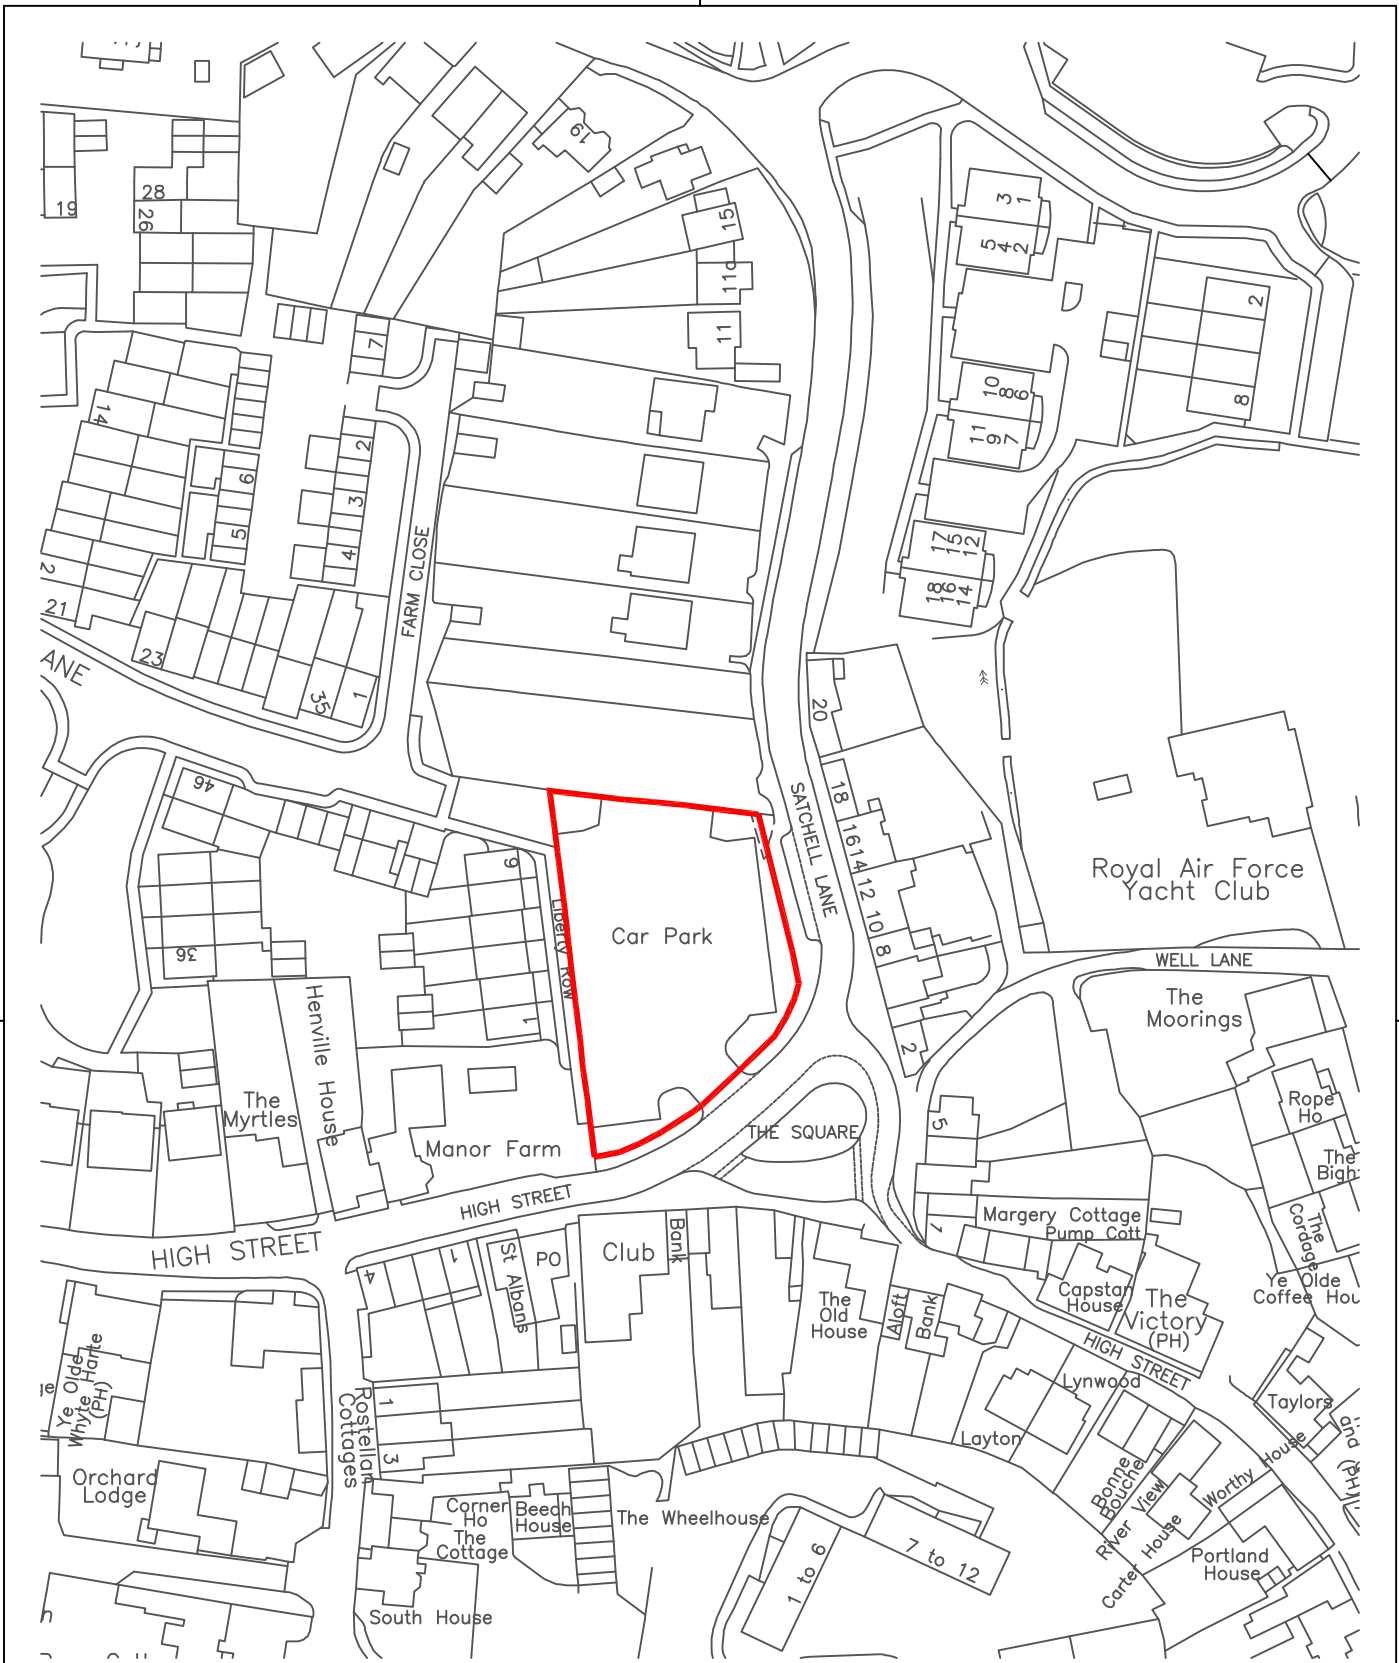 19
28
26
19
15
11a
11
7
14
2
6
3
5
4
2
21
23
35
1
ANE
FARM CLOSE
3
1
5
4
2
2
10
8
6
11
9
7
8
17
15
12
18
16
14
20
18
16
14
12
10
8
2
SATCHELL LANE
Royal Air Force
Yacht Club
WELL LANE
The
Moorings
46
36
9
1
Liberty Row
Car Park
Henville House
The
Myrtles
Manor Farm
THE SQUARE
HIGH STREET
HIGH STREET
5
1
Rope
Ho
The
Bigh
The
Cordage
Margery Cottage
Pump Cott
Ye Olde
Coffee Hou
Capstan
House
The
Victory
(PH)
HIGH STREET
4
1
St Albans
PO
Club
Bank
The
Old
House
Aloft
Bank
Lynwood
Layton
Taylors
Ye Olde
Whyte Harte
(PH)
ge
Rostellan
Cottages
1
3
Orchard
Lodge
Corner
Ho
The
Cottage
Beech
House
The Wheelhouse
South House
1 to 6
7 to 12
Bonne
Bouche
River View
Carter House
Worthy House
Portland
House
and
(PH)